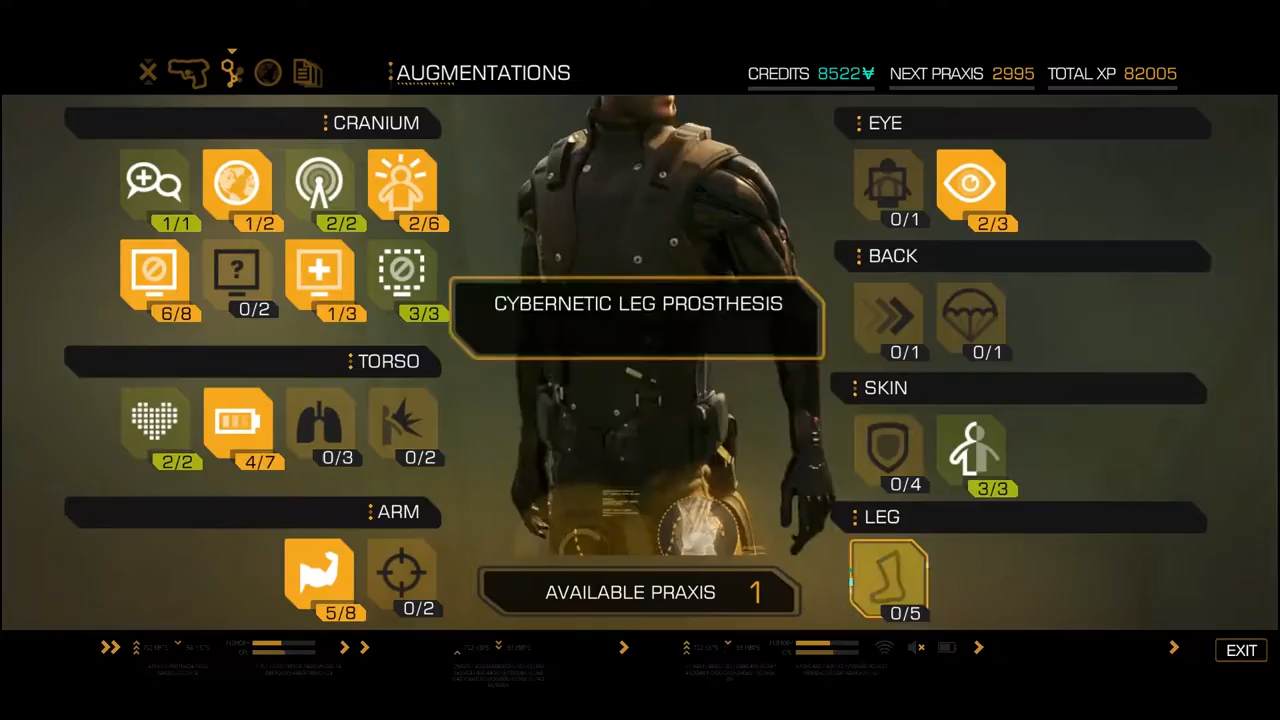 AUGMENTATIONS
CREDITS 8522 NEXT PRAXIS 2995 TOTAL XP 82005
CRANIUM
1/1 1/2 2/2 2/6
?
6/8 0/2 1/3 3/3
TORSO
2/2 4/7 0/3 0/2
ARM
5/8 0/2
CYBERNETIC LEG PROSTHESIS
AVAILABLE PRAXIS 1
EYE
0/1 2/3
BACK
0/1 0/1
SKIN
0/4 3/3
LEG
0/5
EXIT